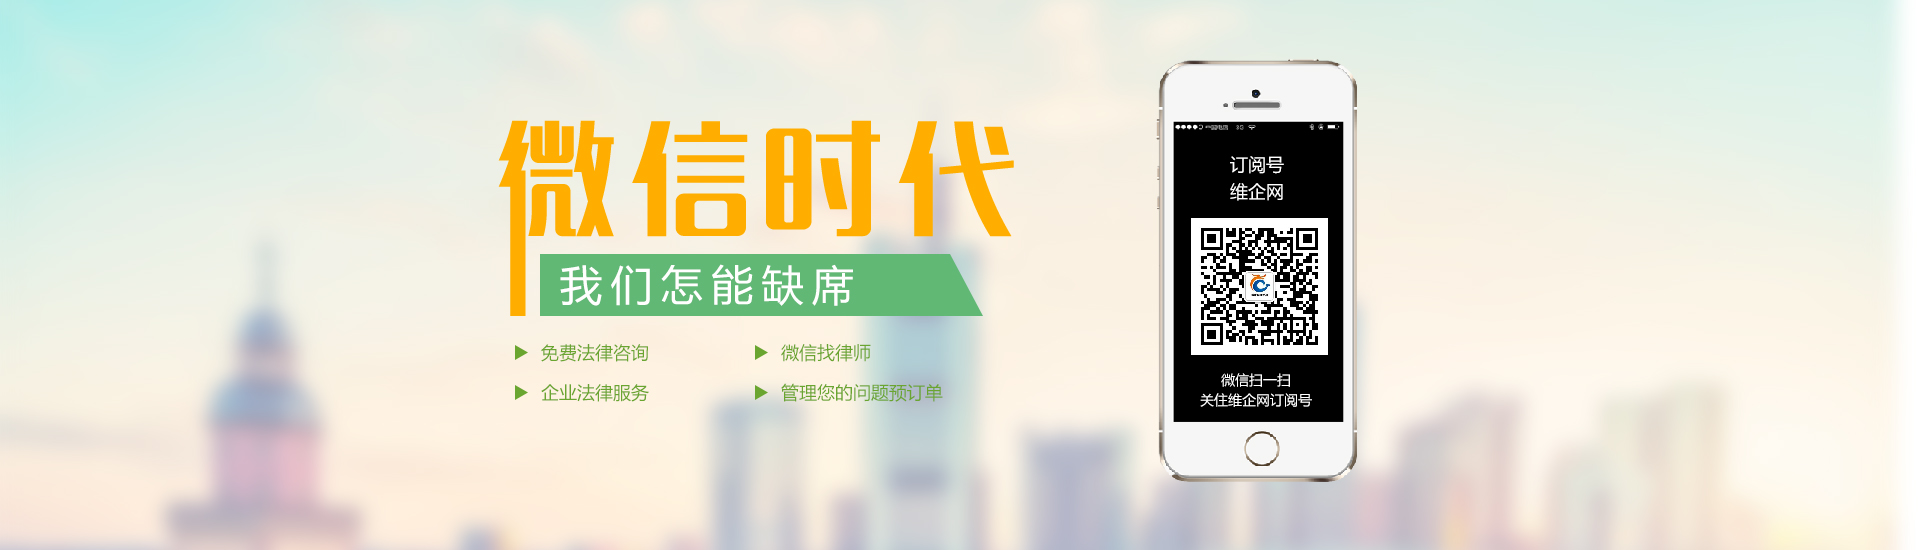 微信时代
我们怎能缺席
免费法律咨询
微信找律师
企业法律服务
管理您的问题预订单
订阅号
维企网
微信扫一扫
关住维企网订阅号